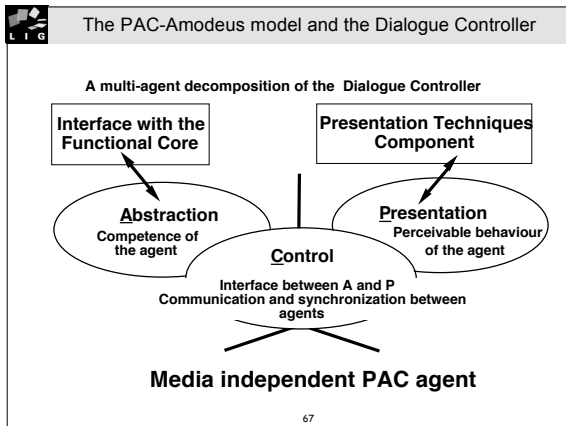 The PAC-Amodeus model and the Dialogue Controller
L I G
A multi-agent decomposition of the Dialogue Controller
Interface with the
Functional Core
Presentation Techniques
Component
Abstraction
Competence of
the agent
Presentation
Perceivable behaviour
of the agent
Control
Interface between A and P
Communication and synchronization between
agents
Media independent PAC agent
67